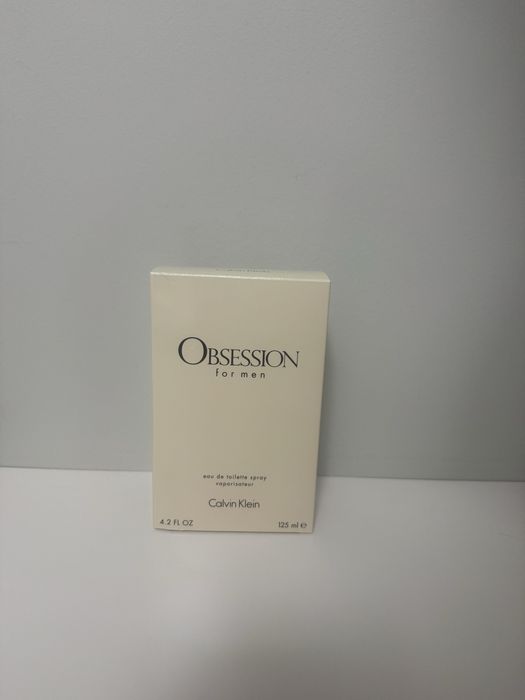 OBSESSION
for men
eau de toilette spray
vaporisateur
Calvin Klein
4.2 FL OZ 125 ml ℮